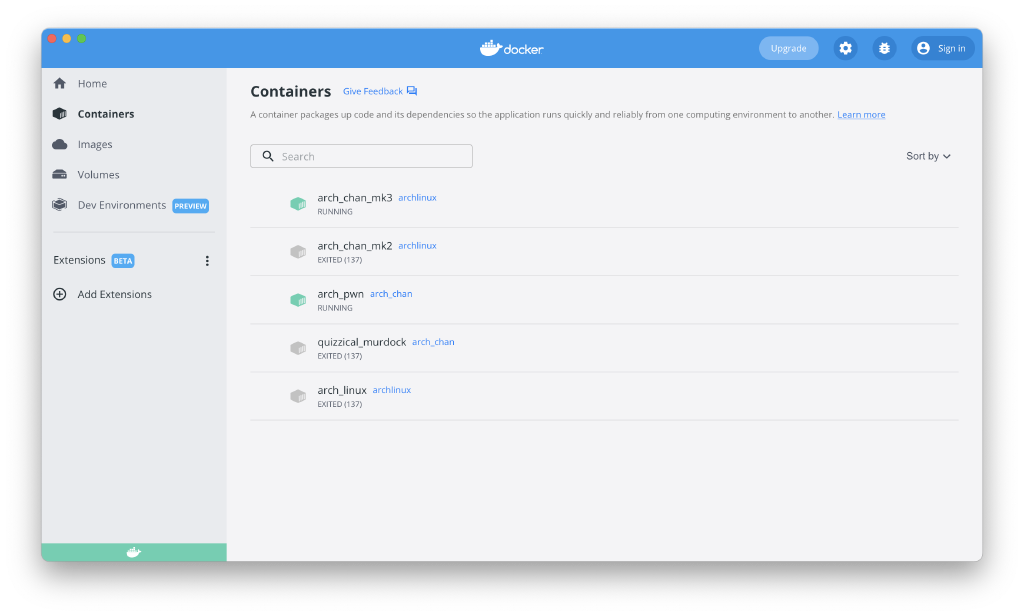 docker
Upgrade
Sign in
Home
Containers
Images
Volumes
Dev Environments PREVIEW
Extensions BETA
Add Extensions
Containers Give Feedback
A container packages up code and its dependencies so the application runs quickly and reliably from one computing environment to another. Learn more
Search
Sort by
arch_chan_mk3 archlinux
RUNNING
arch_chan_mk2 archlinux
EXITED (137)
arch_pwn arch_chan
RUNNING
quizzical_murdock arch_chan
EXITED (137)
arch_linux archlinux
EXITED (137)